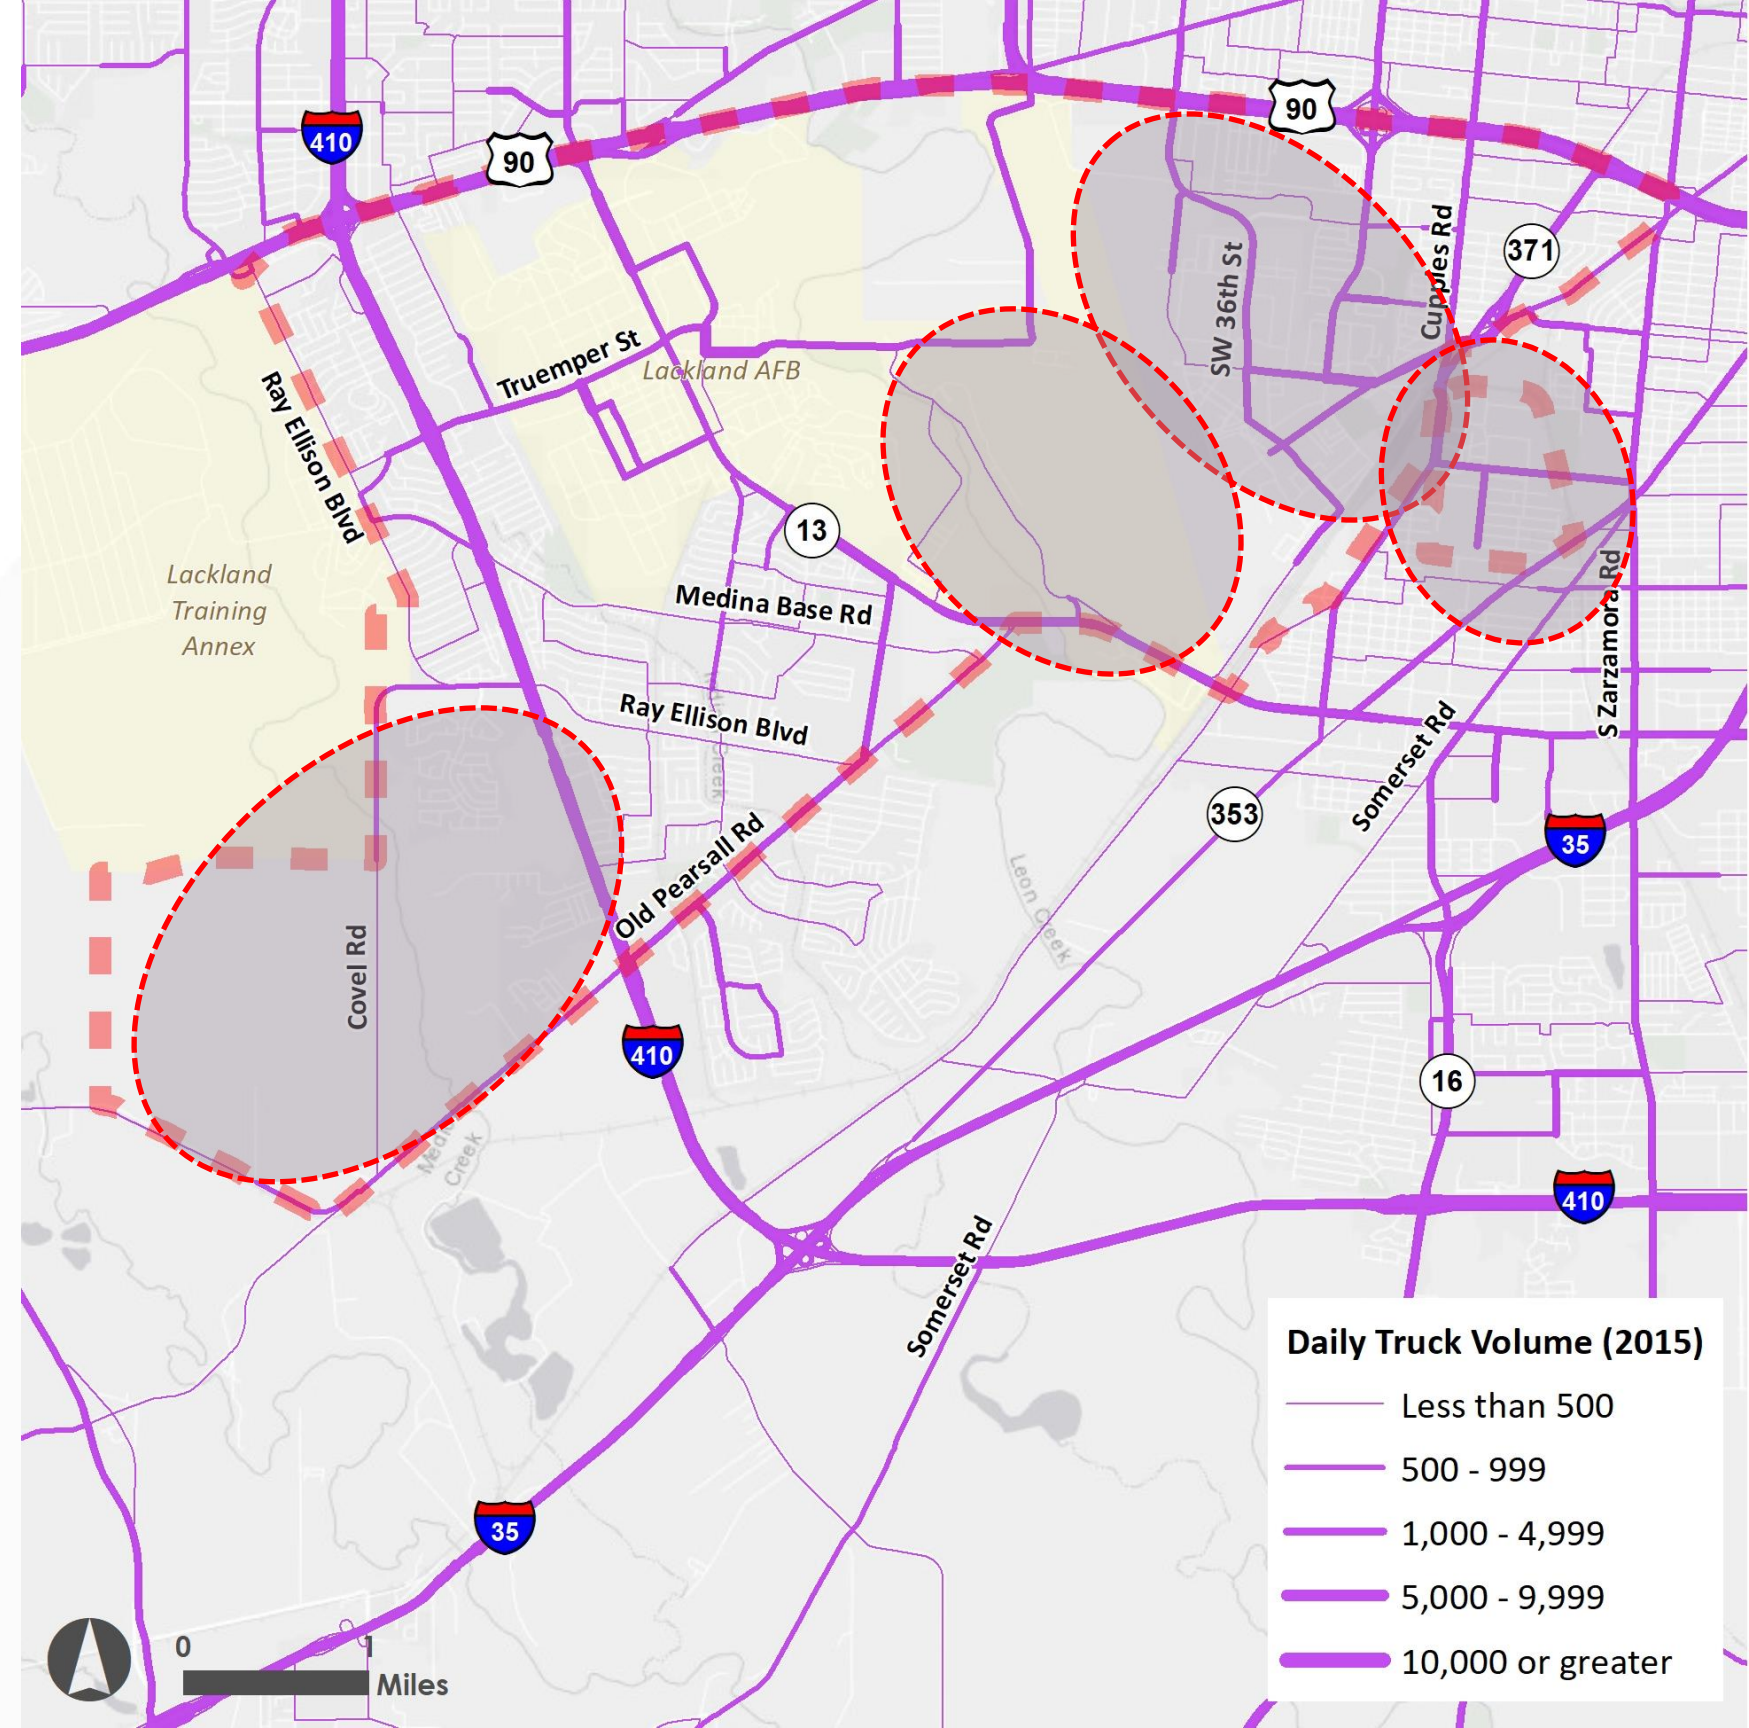 90
410
90
371
Cupples Rd
SW 36th St
Truemper St
Lackland AFB
Ray Ellison Blvd
13
Lackland
Training
Annex
Medina Base Rd
S Zarzamora Rd
Ray Ellison Blvd
Somerset Rd
353
35
Old Pearsall Rd
Leon Creek
Covel Rd
410
16
Creek
410
Somerset Rd
35
Daily Truck Volume (2015)
Less than 500
500 - 999
1,000 - 4,999
5,000 - 9,999
10,000 or greater
0 1
Miles